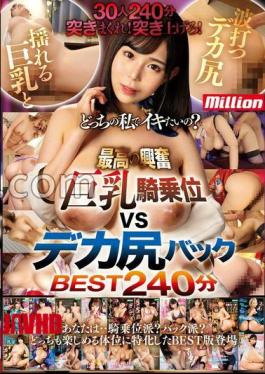 30人240分
突きまくれ!突き上げろ!
波打つ
デカ尻
Million
揺れる
巨乳と
どっちの私でイキたいの?
最高の興奮
巨乳騎乗位
VS
デカ尻バック
BEST240分
あなたは…騎乗位派?バック派?
どっちも楽しめる体位に特化したBEST版登場